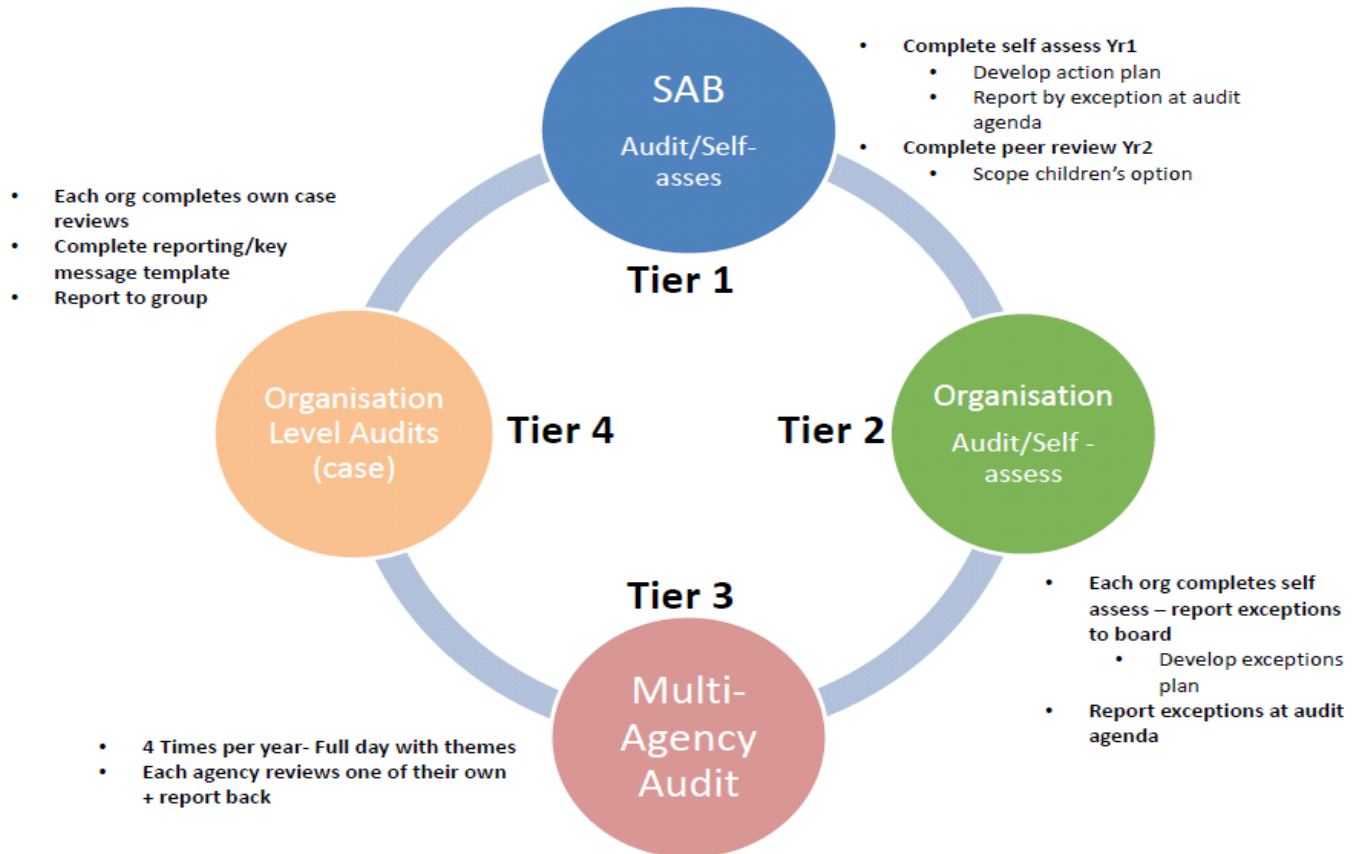 SAB
Audit/Self-
asses
Tier 1
• Complete self assess Yr1
• Develop action plan
• Report by exception at audit
agenda
• Complete peer review Yr2
• Scope children’s option
Organisation
Audit/Self -
assess
Tier 2
• Each org completes self
assess – report exceptions
to board
• Develop exceptions
plan
• Report exceptions at audit
agenda
Tier 3
Multi-
Agency
Audit
• 4 Times per year- Full day with themes
• Each agency reviews one of their own
+ report back
Organisation
Level Audits
(case)
Tier 4
• Each org completes own case
reviews
• Complete reporting/key
message template
• Report to group